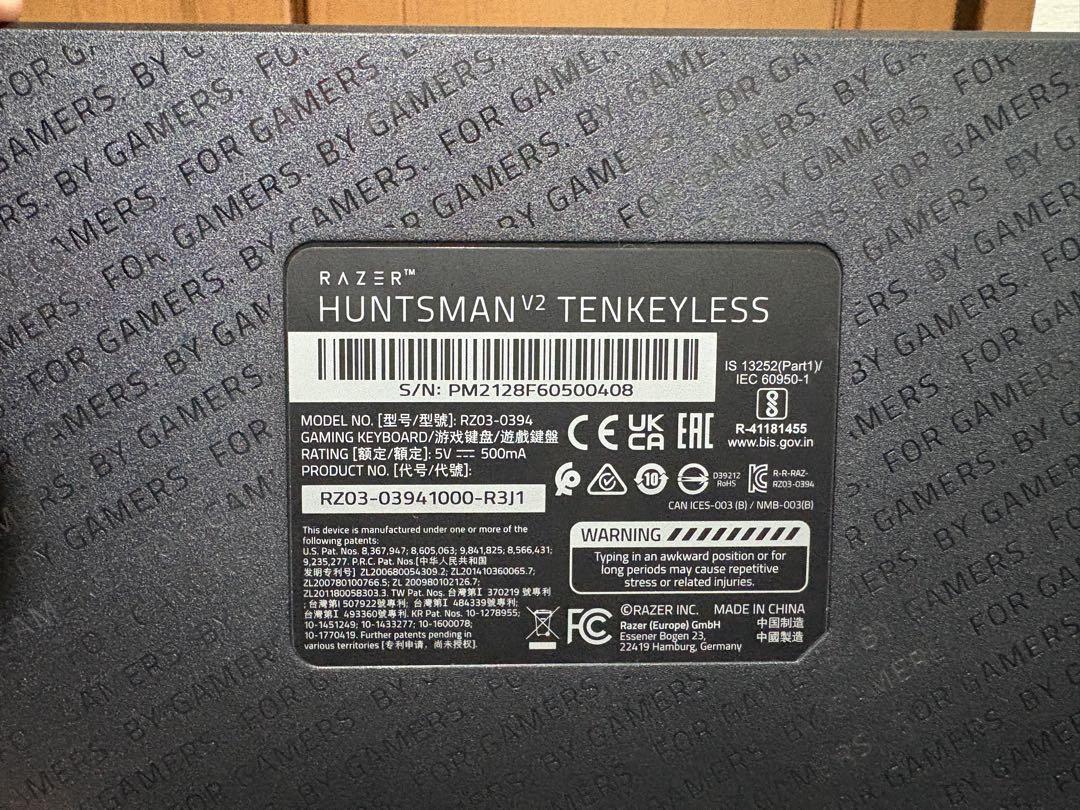 FOR GAMERS. BY GAMERS.
RAZER™
HUNTSMAN V2 TENKEYLESS
S/N: PM2128F60500408
IS 13252(Part1)/
IEC 60950-1
R-41181455
www.bis.gov.in
MODEL NO. [型号/型號]: RZ03-0394
GAMING KEYBOARD/游戏键盘/遊戲鍵盤
RATING [额定/額定]: 5V ⎓ 500mA
PRODUCT NO. [代号/代號]:
RZ03-03941000-R3J1
CE UKCA EAC
10
D39212
RoHS
R-R-RAZ-
RZ03-0394
CAN ICES-003 (B) / NMB-003(B)
This device is manufactured under one or more of the
following patents:
U.S. Pat. Nos. 8,367,947; 8,605,063; 9,841,825; 8,566,431;
9,235,277. P.R.C. Pat. Nos.[中华人民共和国
发明专利号] ZL200680054309.2; ZL201410360065.7;
ZL200780100766.5; ZL 200980102126.7;
ZL201180058303.3. TW Pat. Nos. 台灣第I 370219 號專利
; 台灣第I 507922號專利; 台灣第I 484339號專利
; 台灣第I 493360號專利. KR Pat. Nos. 10-1278955;
10-1451249; 10-1433277; 10-1600078;
10-1770419. Further patents pending in
various territories [专利申请，尚未授权].
WARNING
Typing in an awkward position or for
long periods may cause repetitive
stress or related injuries.
FC
©RAZER INC. MADE IN CHINA
Razer (Europe) GmbH 中国制造
Essener Bogen 23, 中國製造
22419 Hamburg, Germany